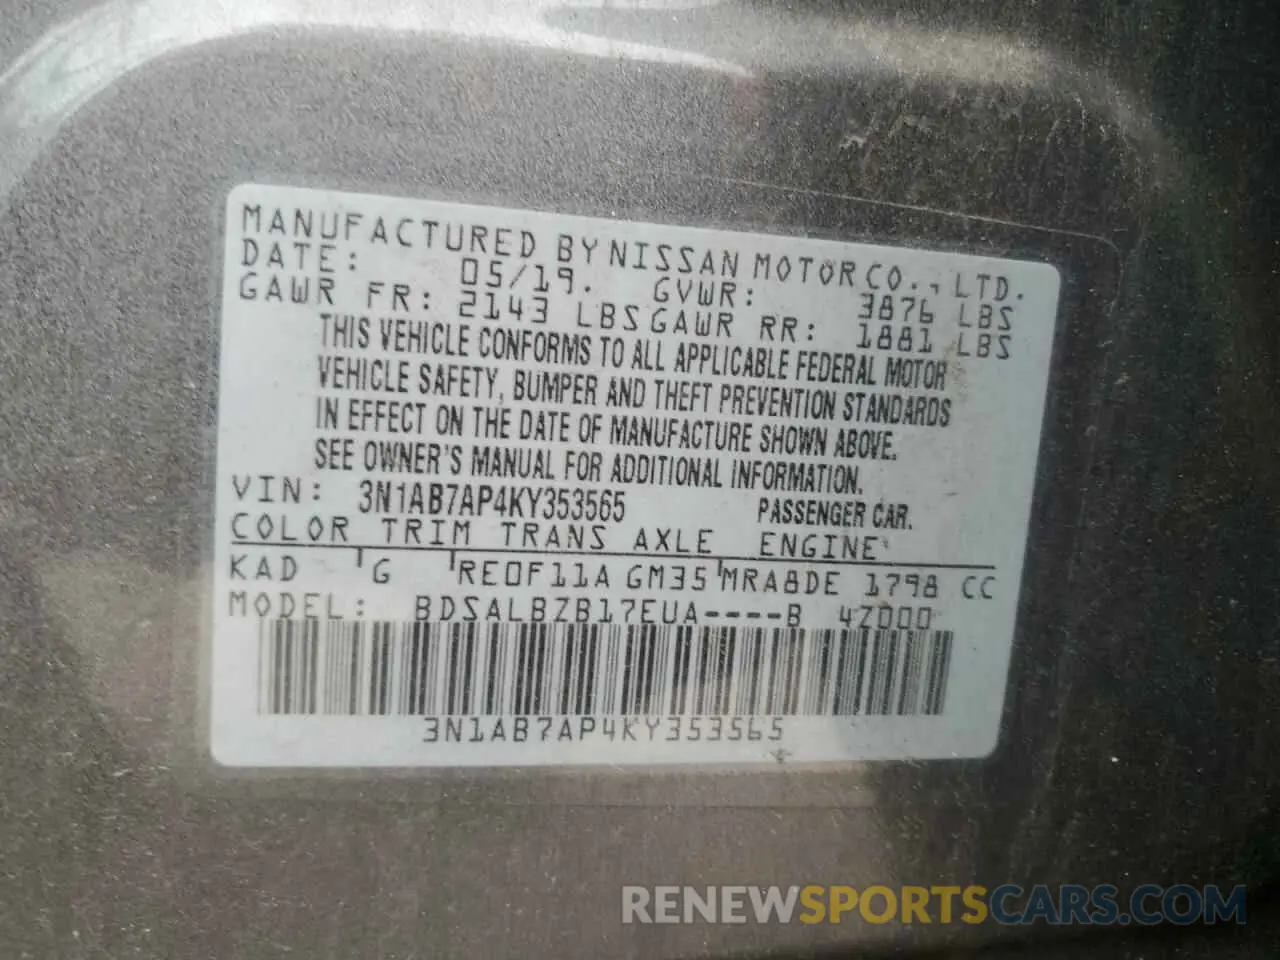 MANUFACTURED BY NISSAN MOTOR CO., LTD.
DATE: 05/19. GVWR: 3876 LBS
GAWR FR: 2143 LBS GAWR RR: 1881 LBS
THIS VEHICLE CONFORMS TO ALL APPLICABLE FEDERAL MOTOR
VEHICLE SAFETY, BUMPER AND THEFT PREVENTION STANDARDS
IN EFFECT ON THE DATE OF MANUFACTURE SHOWN ABOVE.
SEE OWNER'S MANUAL FOR ADDITIONAL INFORMATION.
VIN: 3N1AB7AP4KY353565 PASSENGER CAR.
COLOR TRIM TRANS AXLE ENGINE
KAD G RE0F11A GM35 MRA8DE 1798 CC
MODEL: BDSALBZB17EUA----B 4Z000
3N1AB7AP4KY353565
RENEWSPORTSCARS.COM